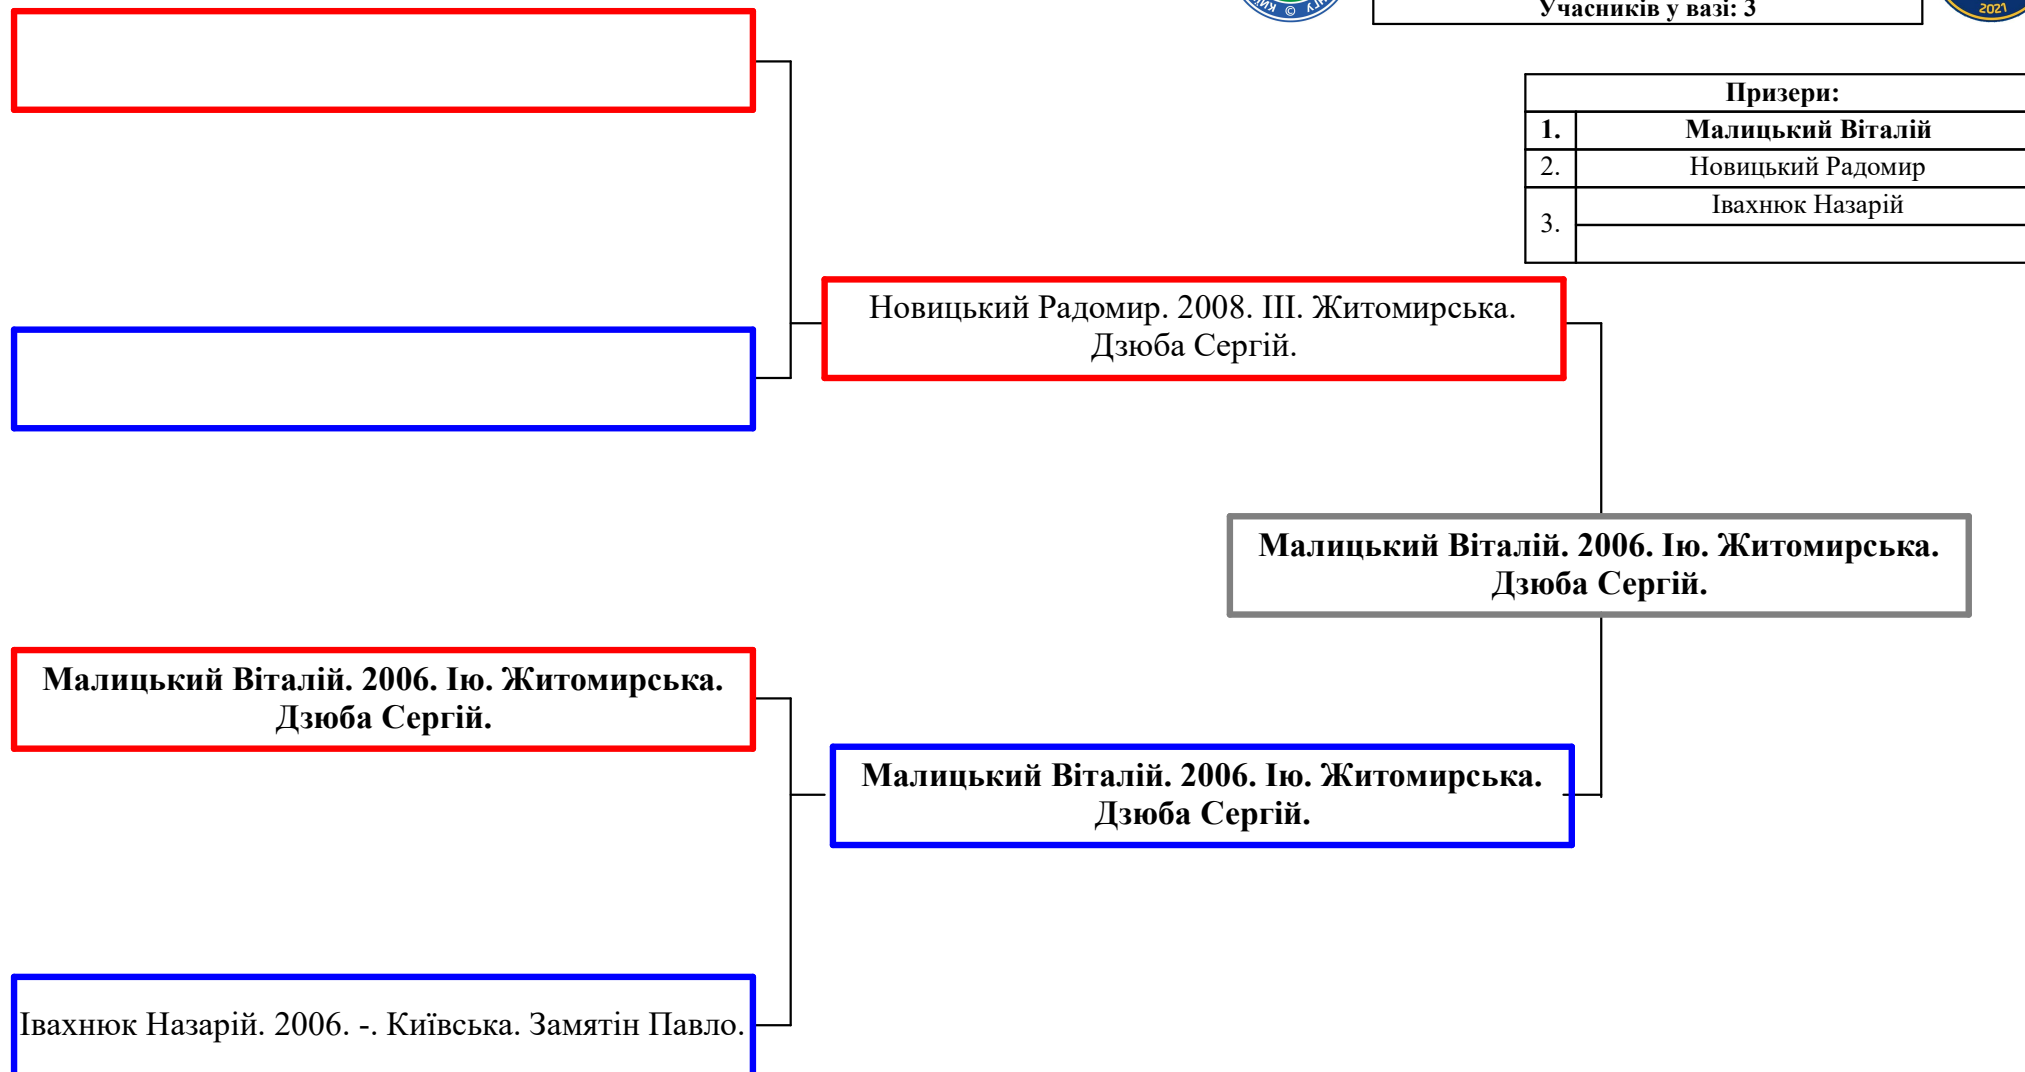 Учасників у вазі: 3
2021
Призери:
1. Малицький Віталій
2. Новицький Радомир
3. Івахнюк Назарій
Новицький Радомир. 2008. III. Житомирська.
Дзюба Сергій.
Малицький Віталій. 2006. Ію. Житомирська.
Дзюба Сергій.
Малицький Віталій. 2006. Ію. Житомирська.
Дзюба Сергій.
Малицький Віталій. 2006. Ію. Житомирська.
Дзюба Сергій.
Івахнюк Назарій. 2006. -. Київська. Замятін Павло.